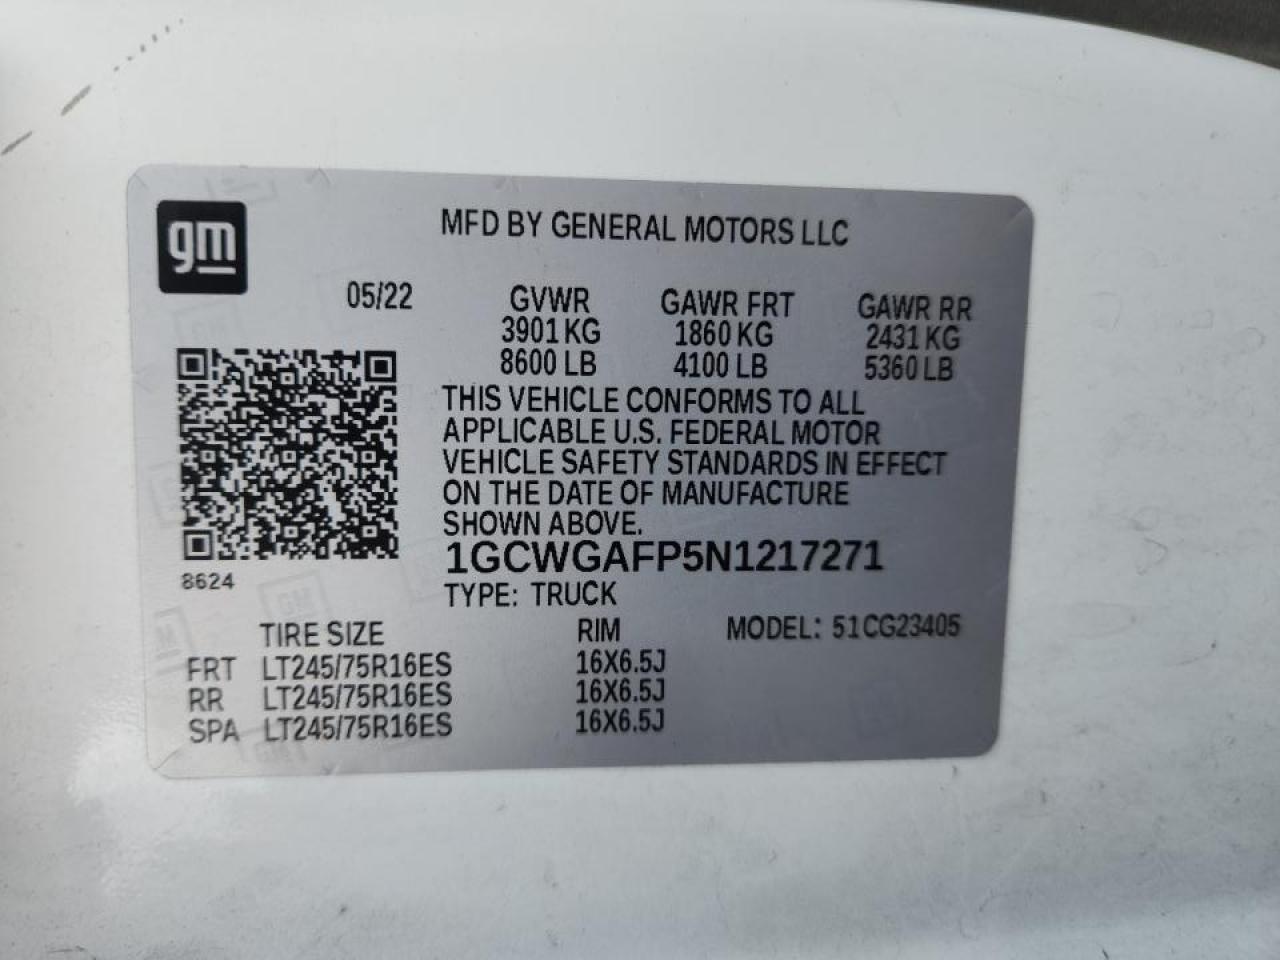 gm
MFD BY GENERAL MOTORS LLC
05/22 GVWR GAWR FRT GAWR RR
3901 KG 1860 KG 2431 KG
8600 LB 4100 LB 5360 LB
THIS VEHICLE CONFORMS TO ALL
APPLICABLE U.S. FEDERAL MOTOR
VEHICLE SAFETY STANDARDS IN EFFECT
ON THE DATE OF MANUFACTURE
SHOWN ABOVE.
1GCWGAFP5N1217271
8624
TYPE: TRUCK
TIRE SIZE RIM MODEL: 51CG23405
FRT LT245/75R16ES 16X6.5J
RR LT245/75R16ES 16X6.5J
SPA LT245/75R16ES 16X6.5J